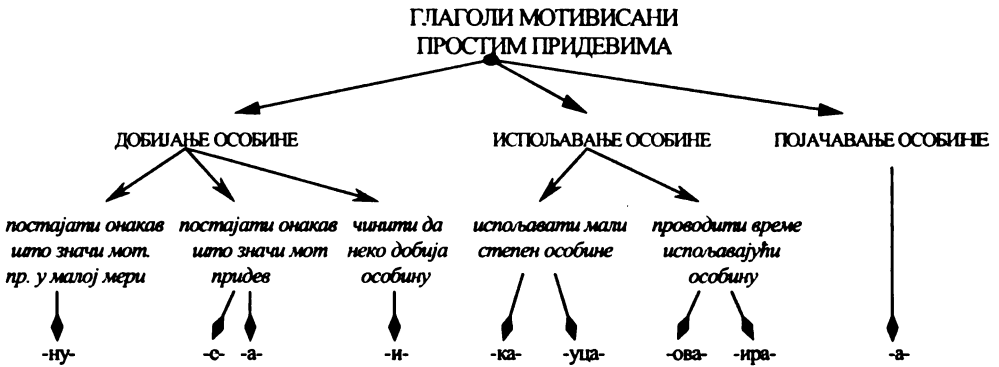 ГЛАГОЛИ МОТИВИСАНИ
ПРОСТИМ ПРИДЕВИМА
ДОБИЈАЊЕ ОСОБИНЕ
ИСПОЉАВАЊЕ ОСОБИНЕ
ПОЈАЧАВАЊЕ ОСОБИНЕ
постајати онакав
што значи мот.
пр. у малој мери
постајати онакав
што значи мот
придев
чинити да
неко добија
особину
испољавати мали
степен особине
проводити време
испољавајући
особину
-ну-
-с-
-а-
-и-
-ка-
-уца-
-ова-
-ира-
-а-